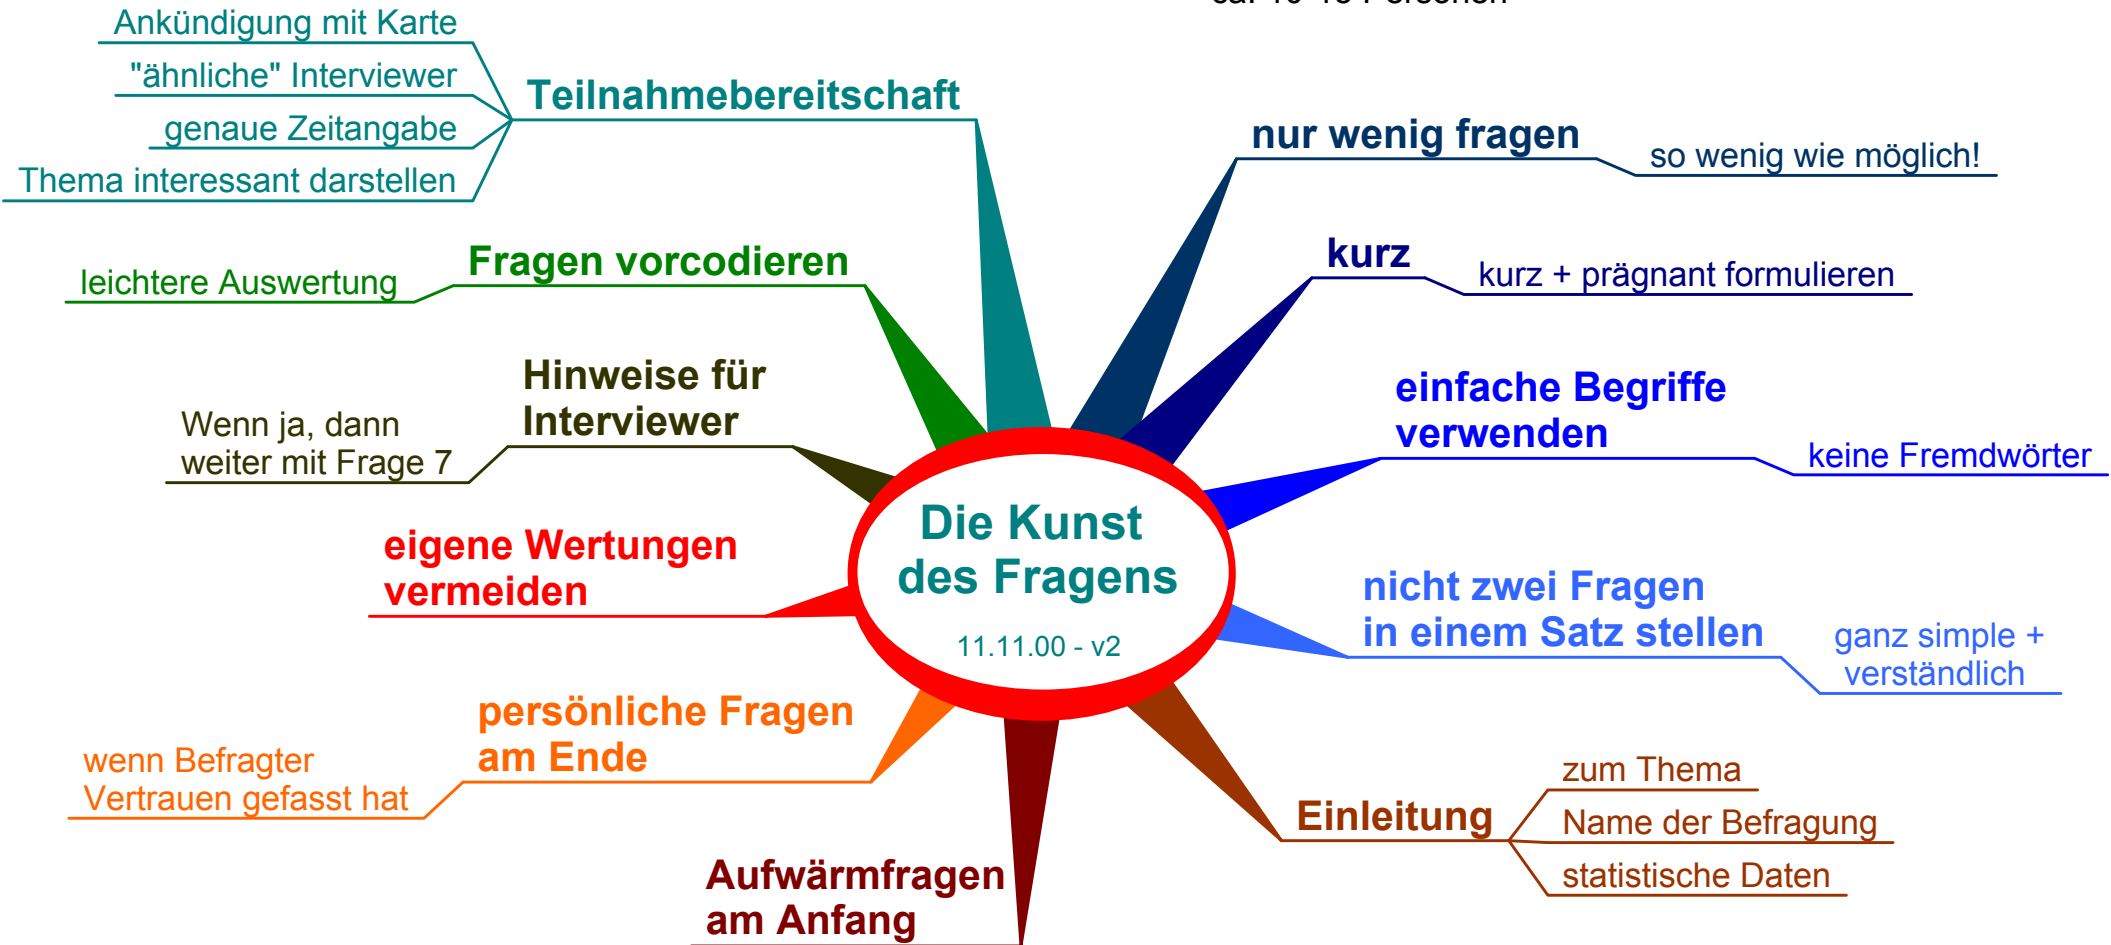 ca. 10-15 Personen
Die Kunst
des Fragens
11.11.00 - v2
nur wenig fragen
so wenig wie möglich!
kurz
kurz + prägnant formulieren
einfache Begriffe
verwenden
keine Fremdwörter
nicht zwei Fragen
in einem Satz stellen
ganz simple +
verständlich
Einleitung
zum Thema
Name der Befragung
statistische Daten
Aufwärmfragen
am Anfang
persönliche Fragen
am Ende
wenn Befragter
Vertrauen gefasst hat
eigene Wertungen
vermeiden
Hinweise für
Interviewer
Wenn ja, dann
weiter mit Frage 7
Fragen vorcodieren
leichtere Auswertung
Teilnahmebereitschaft
Ankündigung mit Karte
"ähnliche" Interviewer
genaue Zeitangabe
Thema interessant darstellen